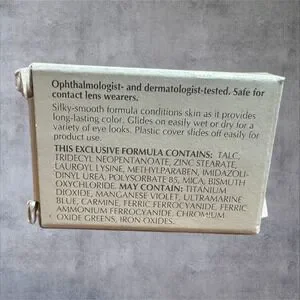 Ophthalmologist- and dermatologist-tested. Safe for
contact lens wearers.
Silky-smooth formula conditions skin as it provides
long-lasting color. Glides on easily wet or dry for a
variety of eye looks. Plastic cover slides off easily for
product use.
THIS EXCLUSIVE FORMULA CONTAINS: TALC,
TRIDECYL NEOPENTANOATE, ZINC STEARATE,
LAUROYL LYSINE, METHYLPARABEN, IMIDAZOLI-
DINYL UREA, POLYSORBATE 85, MICA, BISMUTH
OXYCHLORIDE. MAY CONTAIN: TITANIUM
DIOXIDE, MANGANESE VIOLET, ULTRAMARINE
BLUE, CARMINE, FERRIC FERROCYANIDE, FERRIC
AMMONIUM FERROCYANIDE, CHROMIUM
OXIDE GREENS, IRON OXIDES.